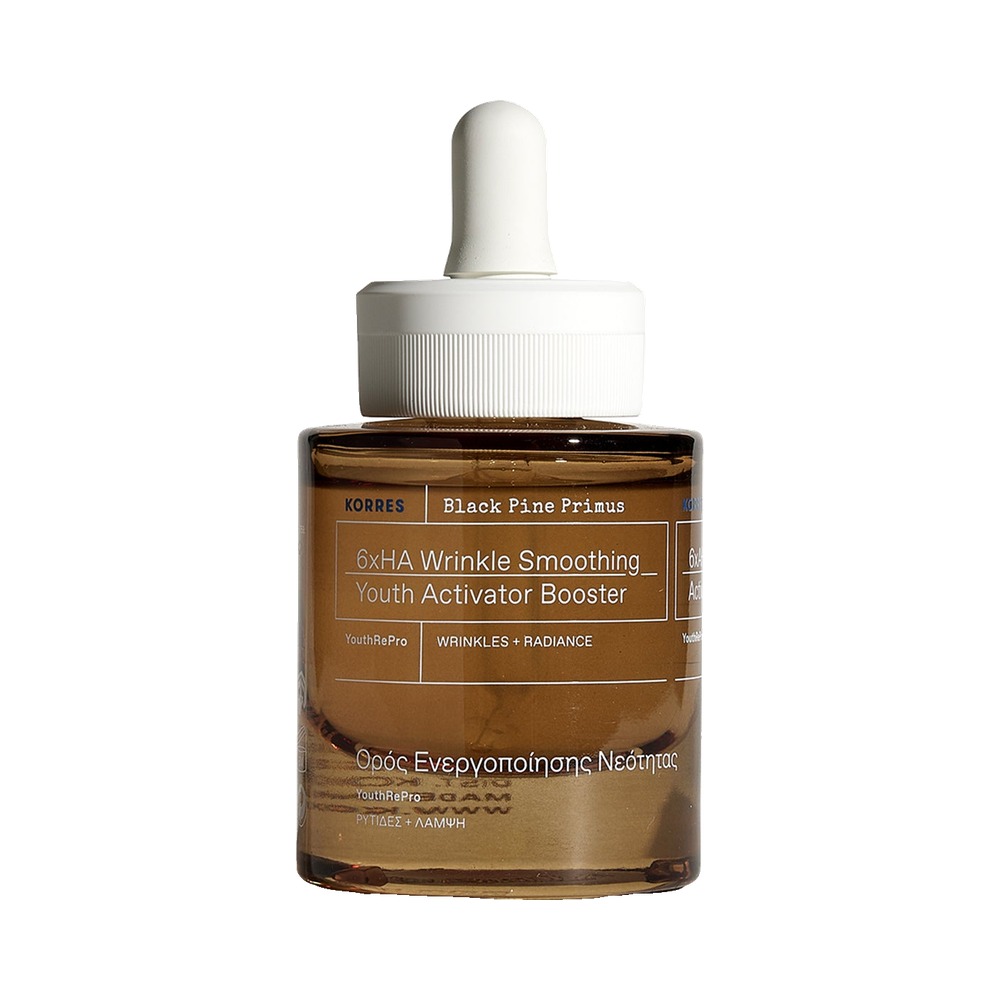 KORRES Black Pine Primus
6xHA Wrinkle Smoothing
Youth Activator Booster
YouthRePro WRINKLES + RADIANCE
Ορός Ενεργοποίησης Νεότητας
YouthRePro
ΡΥΤΙΔΕΣ + ΛΑΜΨΗ